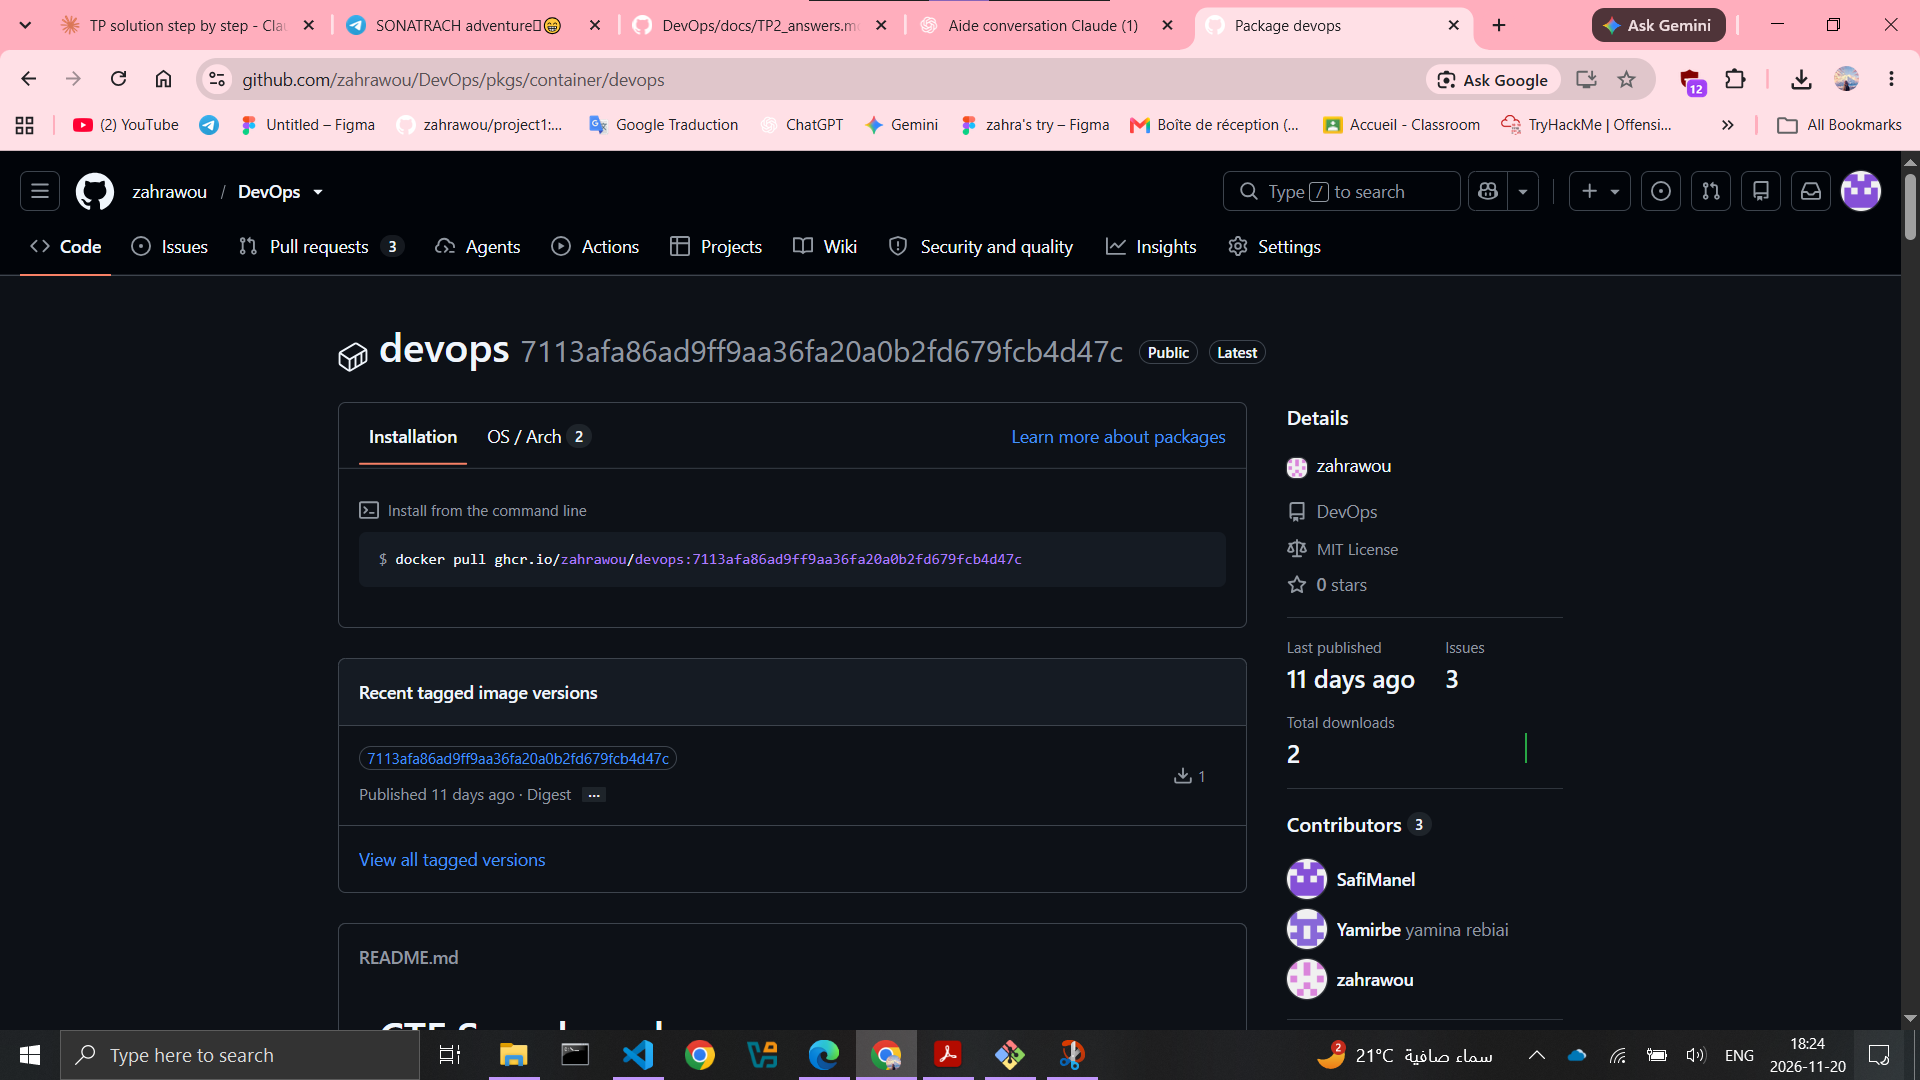 TP solution step by step - Cla
SONATRACH adventure
DevOps/docs/TP2_answers.m
Aide conversation Claude (1)
Package devops
Ask Gemini
github.com/zahrawou/DevOps/pkgs/container/devops
Ask Google
12
(2) YouTube
Untitled – Figma
zahrawou/project1:...
Google Traduction
ChatGPT
Gemini
zahra's try – Figma
Boîte de réception (...
Accueil - Classroom
TryHackMe | Offensi...
All Bookmarks
zahrawou / DevOps
Type / to search
Code
Issues
Pull requests 3
Agents
Actions
Projects
Wiki
Security and quality
Insights
Settings
devops 7113afa86ad9ff9aa36fa20a0b2fd679fcb4d47c Public Latest
Installation
OS / Arch 2
Learn more about packages
Install from the command line
$ docker pull ghcr.io/zahrawou/devops:7113afa86ad9ff9aa36fa20a0b2fd679fcb4d47c
Recent tagged image versions
7113afa86ad9ff9aa36fa20a0b2fd679fcb4d47c
Published 11 days ago · Digest ...
1
View all tagged versions
README.md
Details
zahrawou
DevOps
MIT License
0 stars
Last published
11 days ago
Issues
3
Total downloads
2
Contributors 3
SafiManel
Yamirbe yamina rebiai
zahrawou
Type here to search
2
21°C سماء صافية
ENG
18:24
2026-11-20